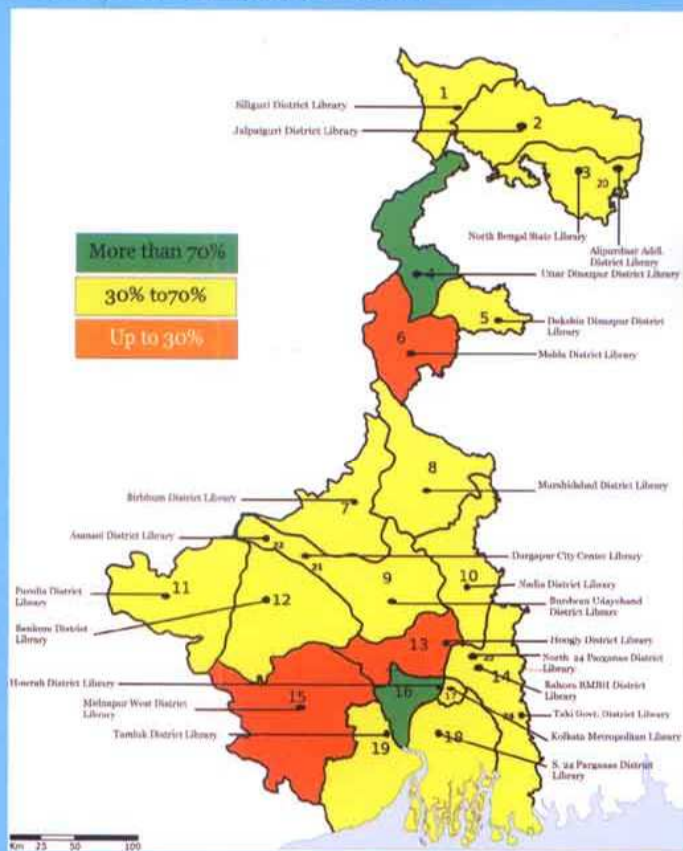 1
Siliguri District Library
Jalpaiguri District Library
2
3
20
North Bengal State Library
Alipurduar Addl.
District Library
More than 70%
30% to70%
Up to 30%
4
Uttar Dinajpur District Library
5
Dakshin Dinajpur District
Library
6
Malda District Library
8
Murshidabad District Library
Birbhum District Library
7
Asansol District Library
22
21
Durgapur City Center Library
9
10
Nadia District Library
11
Purulia District
Library
12
Burdwan Udaychand
District Library
Bankura District
Library
13
Hoogly District Library
North 24 Parganas District
Library
14
Howrah District Library
16
17
District Library
15
Midnapur West District
Library
Taki Govt. District Library
Kolkata Metropolitan Library
Tamluk District Library
19
18
S. 24 Parganas District
Library
Km 25 50 100